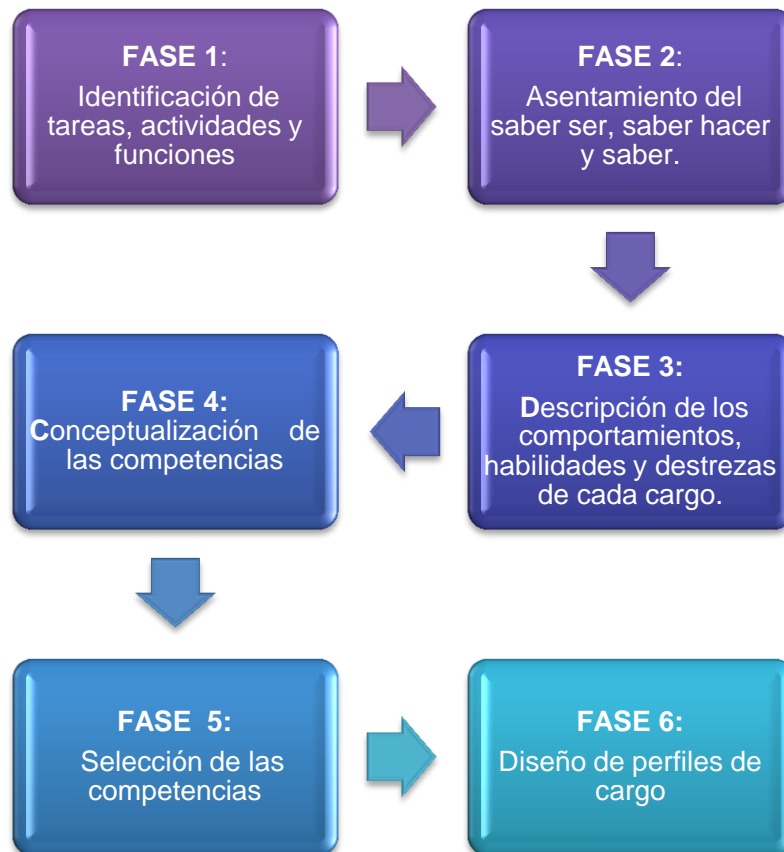 FASE 1:
Identificación de
tareas, actividades y
funciones
FASE 2:
Asentamiento del
saber ser, saber hacer
y saber.
FASE 3:
Descripción de los
comportamientos,
habilidades y destrezas
de cada cargo.
FASE 4:
Conceptualización de
las competencias
FASE 5:
Selección de las
competencias
FASE 6:
Diseño de perfiles de
cargo